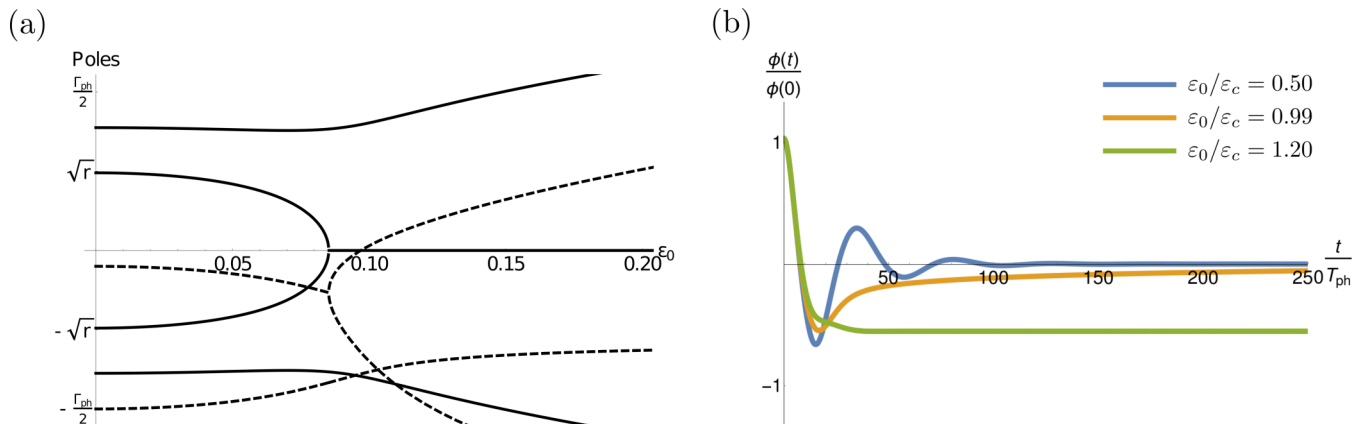 (a)
Poles
Γph/2
√r
0.05
0.10
0.15
0.20
ε0
- √r
- Γph/2
(b)
ϕ(t)/ϕ(0)
ε0/εc = 0.50
ε0/εc = 0.99
ε0/εc = 1.20
1
50
100
150
200
250
t/Tph
-1